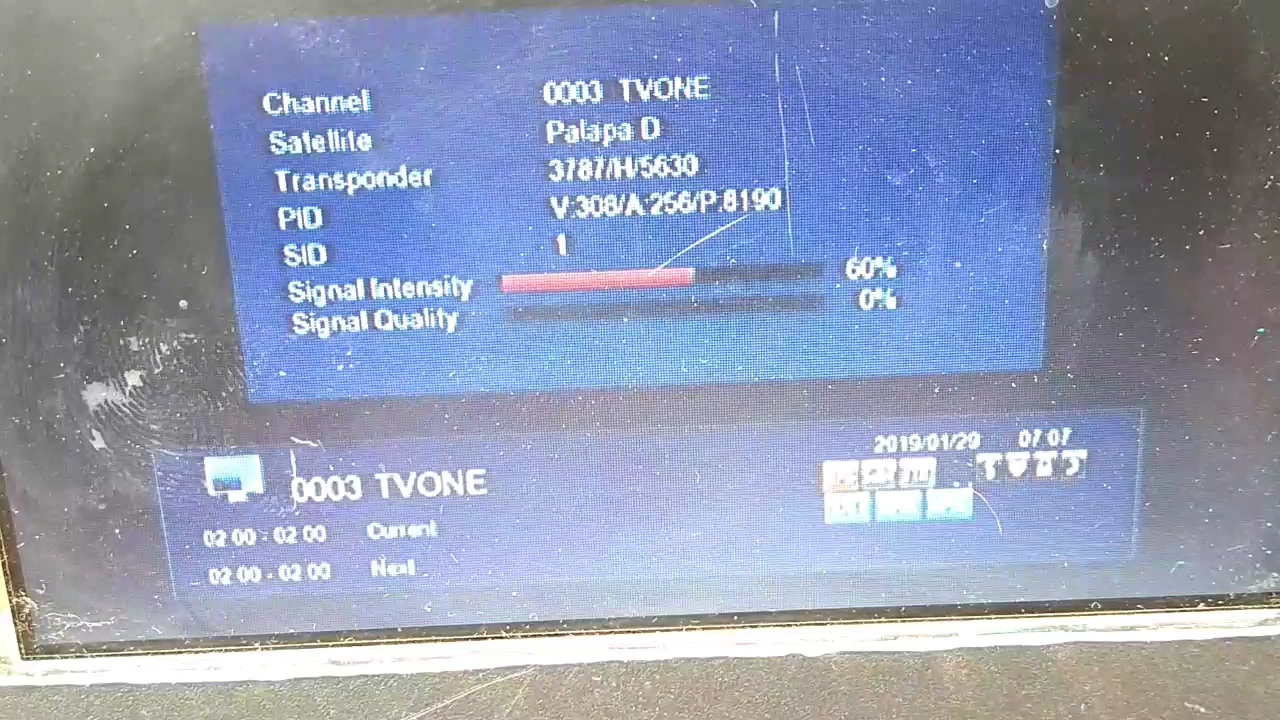 Channel 0003 TVONE
Satellite Palapa D
Transponder 3787/H/5630
PID V:308/A:256/P:8190
SID 1
Signal Intensity 60%
Signal Quality 0%
2019/01/29 07 07
0003 TVONE
02 00 - 02 00 Current
02 00 - 02 00 Next